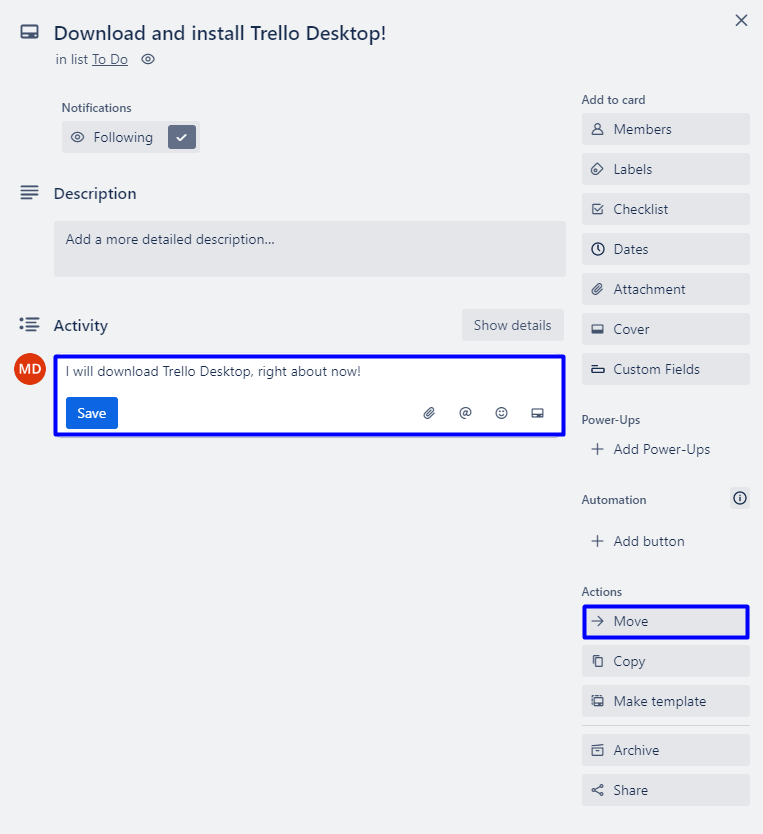 Download and install Trello Desktop!
in list To Do
Notifications
Following
Description
Add a more detailed description...
Activity
Show details
MD
I will download Trello Desktop, right about now!
Save
@
Add to card
Members
Labels
Checklist
Dates
Attachment
Cover
Custom Fields
Power-Ups
Add Power-Ups
Automation
Add button
Actions
Move
Copy
Make template
Archive
Share